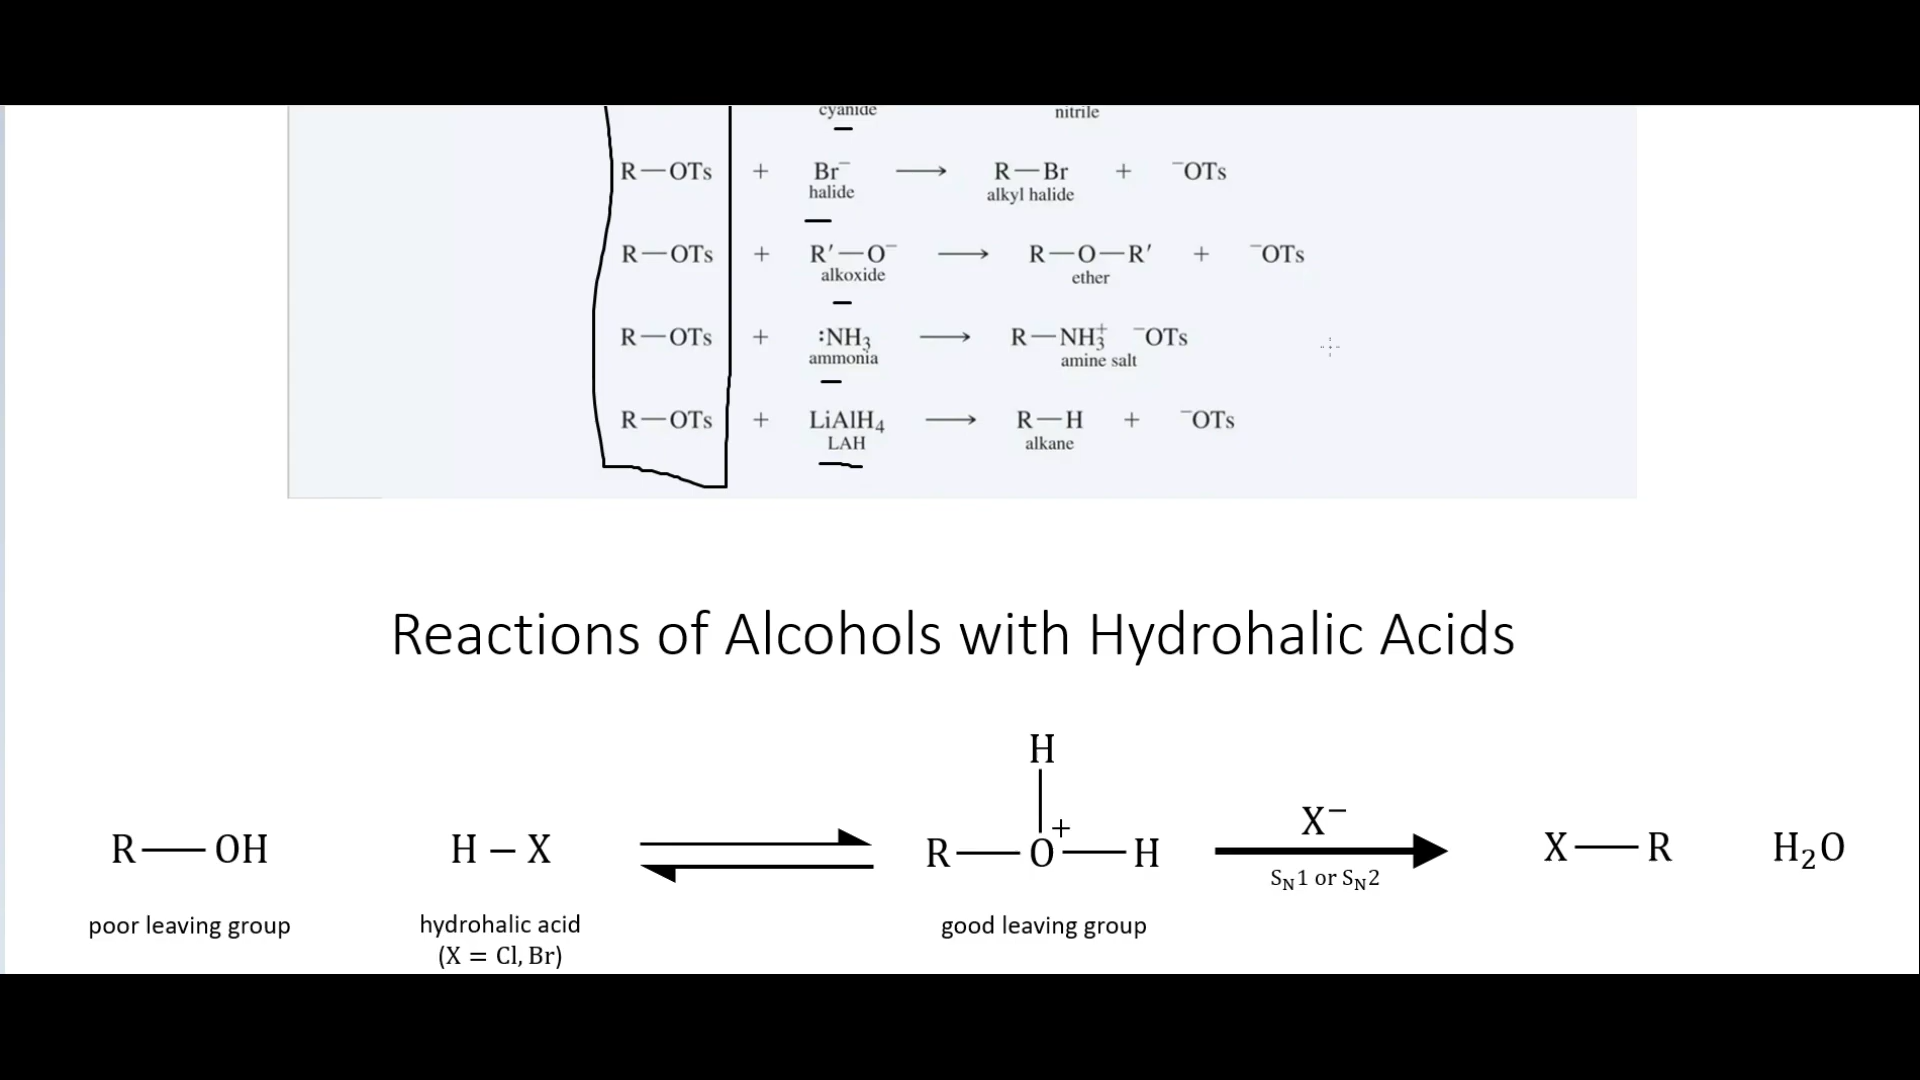 cyanide nitrile
R—OTs + Br⁻ ⟶ R—Br + ⁻OTs
halide alkyl halide
R—OTs + R′—O⁻ ⟶ R—O—R′ + ⁻OTs
alkoxide ether
R—OTs + :NH₃ ⟶ R—NH₃⁺ ⁻OTs
ammonia amine salt
R—OTs + LiAlH₄ ⟶ R—H + ⁻OTs
LAH alkane
Reactions of Alcohols with Hydrohalic Acids
H
X⁻
R—OH H – X ⇌ R—O⁺—H X—R H₂O
S_N1 or S_N2
poor leaving group hydrohalic acid good leaving group
(X = Cl, Br)